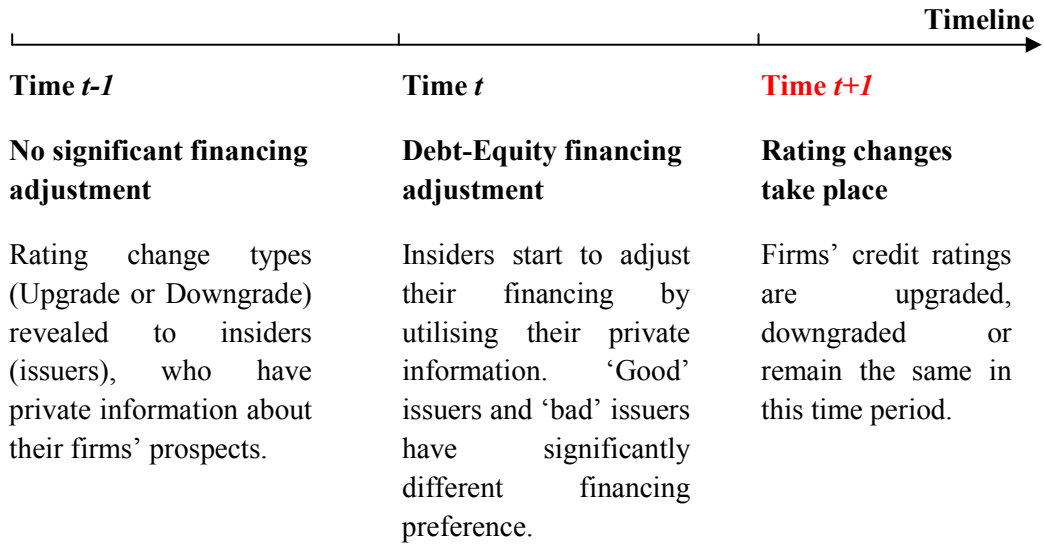 Timeline
Time t-1
No significant financing
adjustment
Rating change types
(Upgrade or Downgrade)
revealed to insiders
(issuers), who have
private information about
their firms’ prospects.
Time t
Debt-Equity financing
adjustment
Insiders start to adjust
their financing by
utilising their private
information. ‘Good’
issuers and ‘bad’ issuers
have significantly
different financing
preference.
Time t+1
Rating changes
take place
Firms’ credit ratings
are upgraded,
downgraded or
remain the same in
this time period.